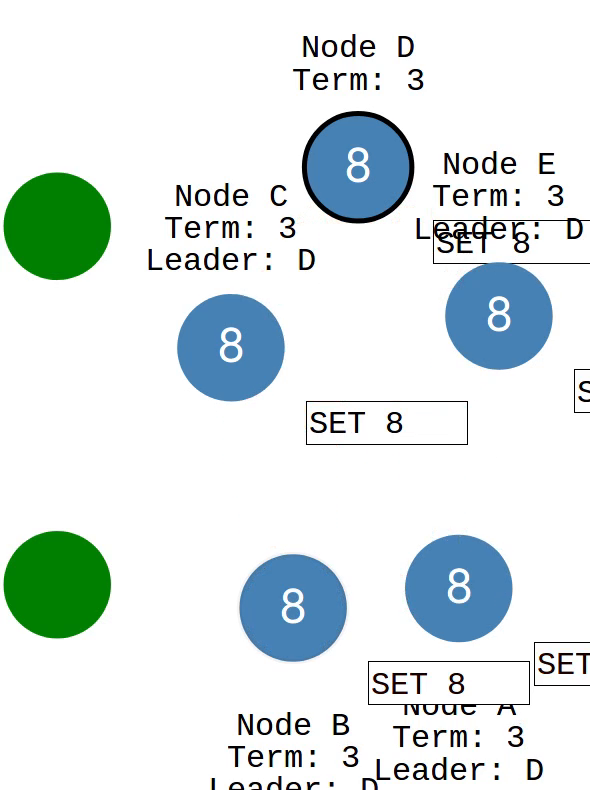 Node D
Term: 3
8
Node E
Term: 3
Leader: D
SET 8
8
Node C
Term: 3
Leader: D
8
S
SET 8
8
8
SET
SET 8
Node A
Term: 3
Leader: D
Node B
Term: 3
Leader: D